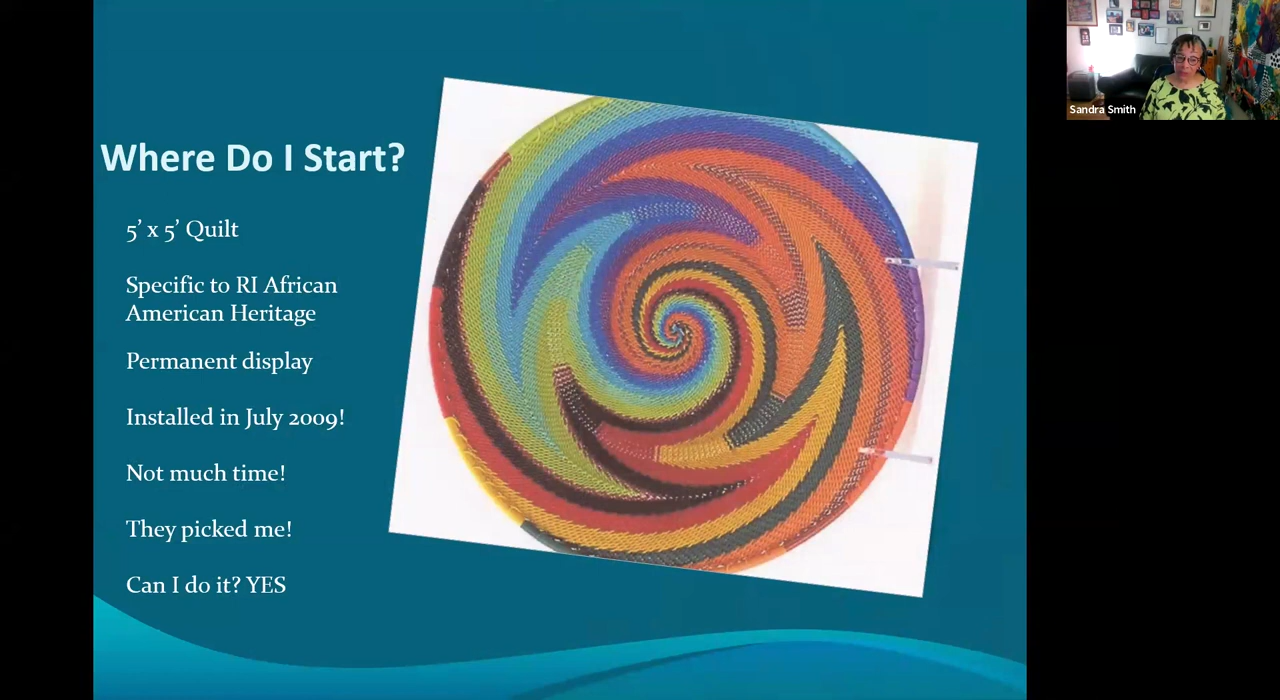 Where Do I Start?
5’ x 5’ Quilt
Specific to RI African
American Heritage
Permanent display
Installed in July 2009!
Not much time!
They picked me!
Can I do it? YES
Sandra Smith